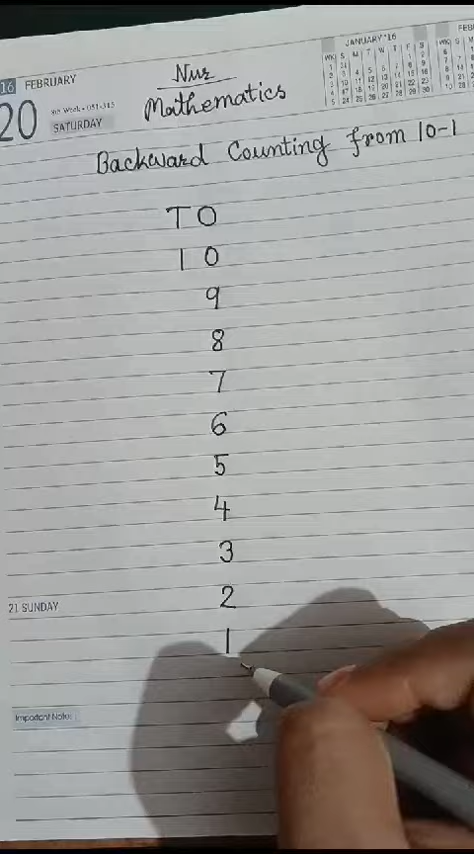 JANUARY '16
16 FEBRUARY
20
SATURDAY
Nur
Mathematics
Backward Counting from 10-1
T O
1 0
9
8
7
6
5
4
3
2
1
21 SUNDAY
Important Notes